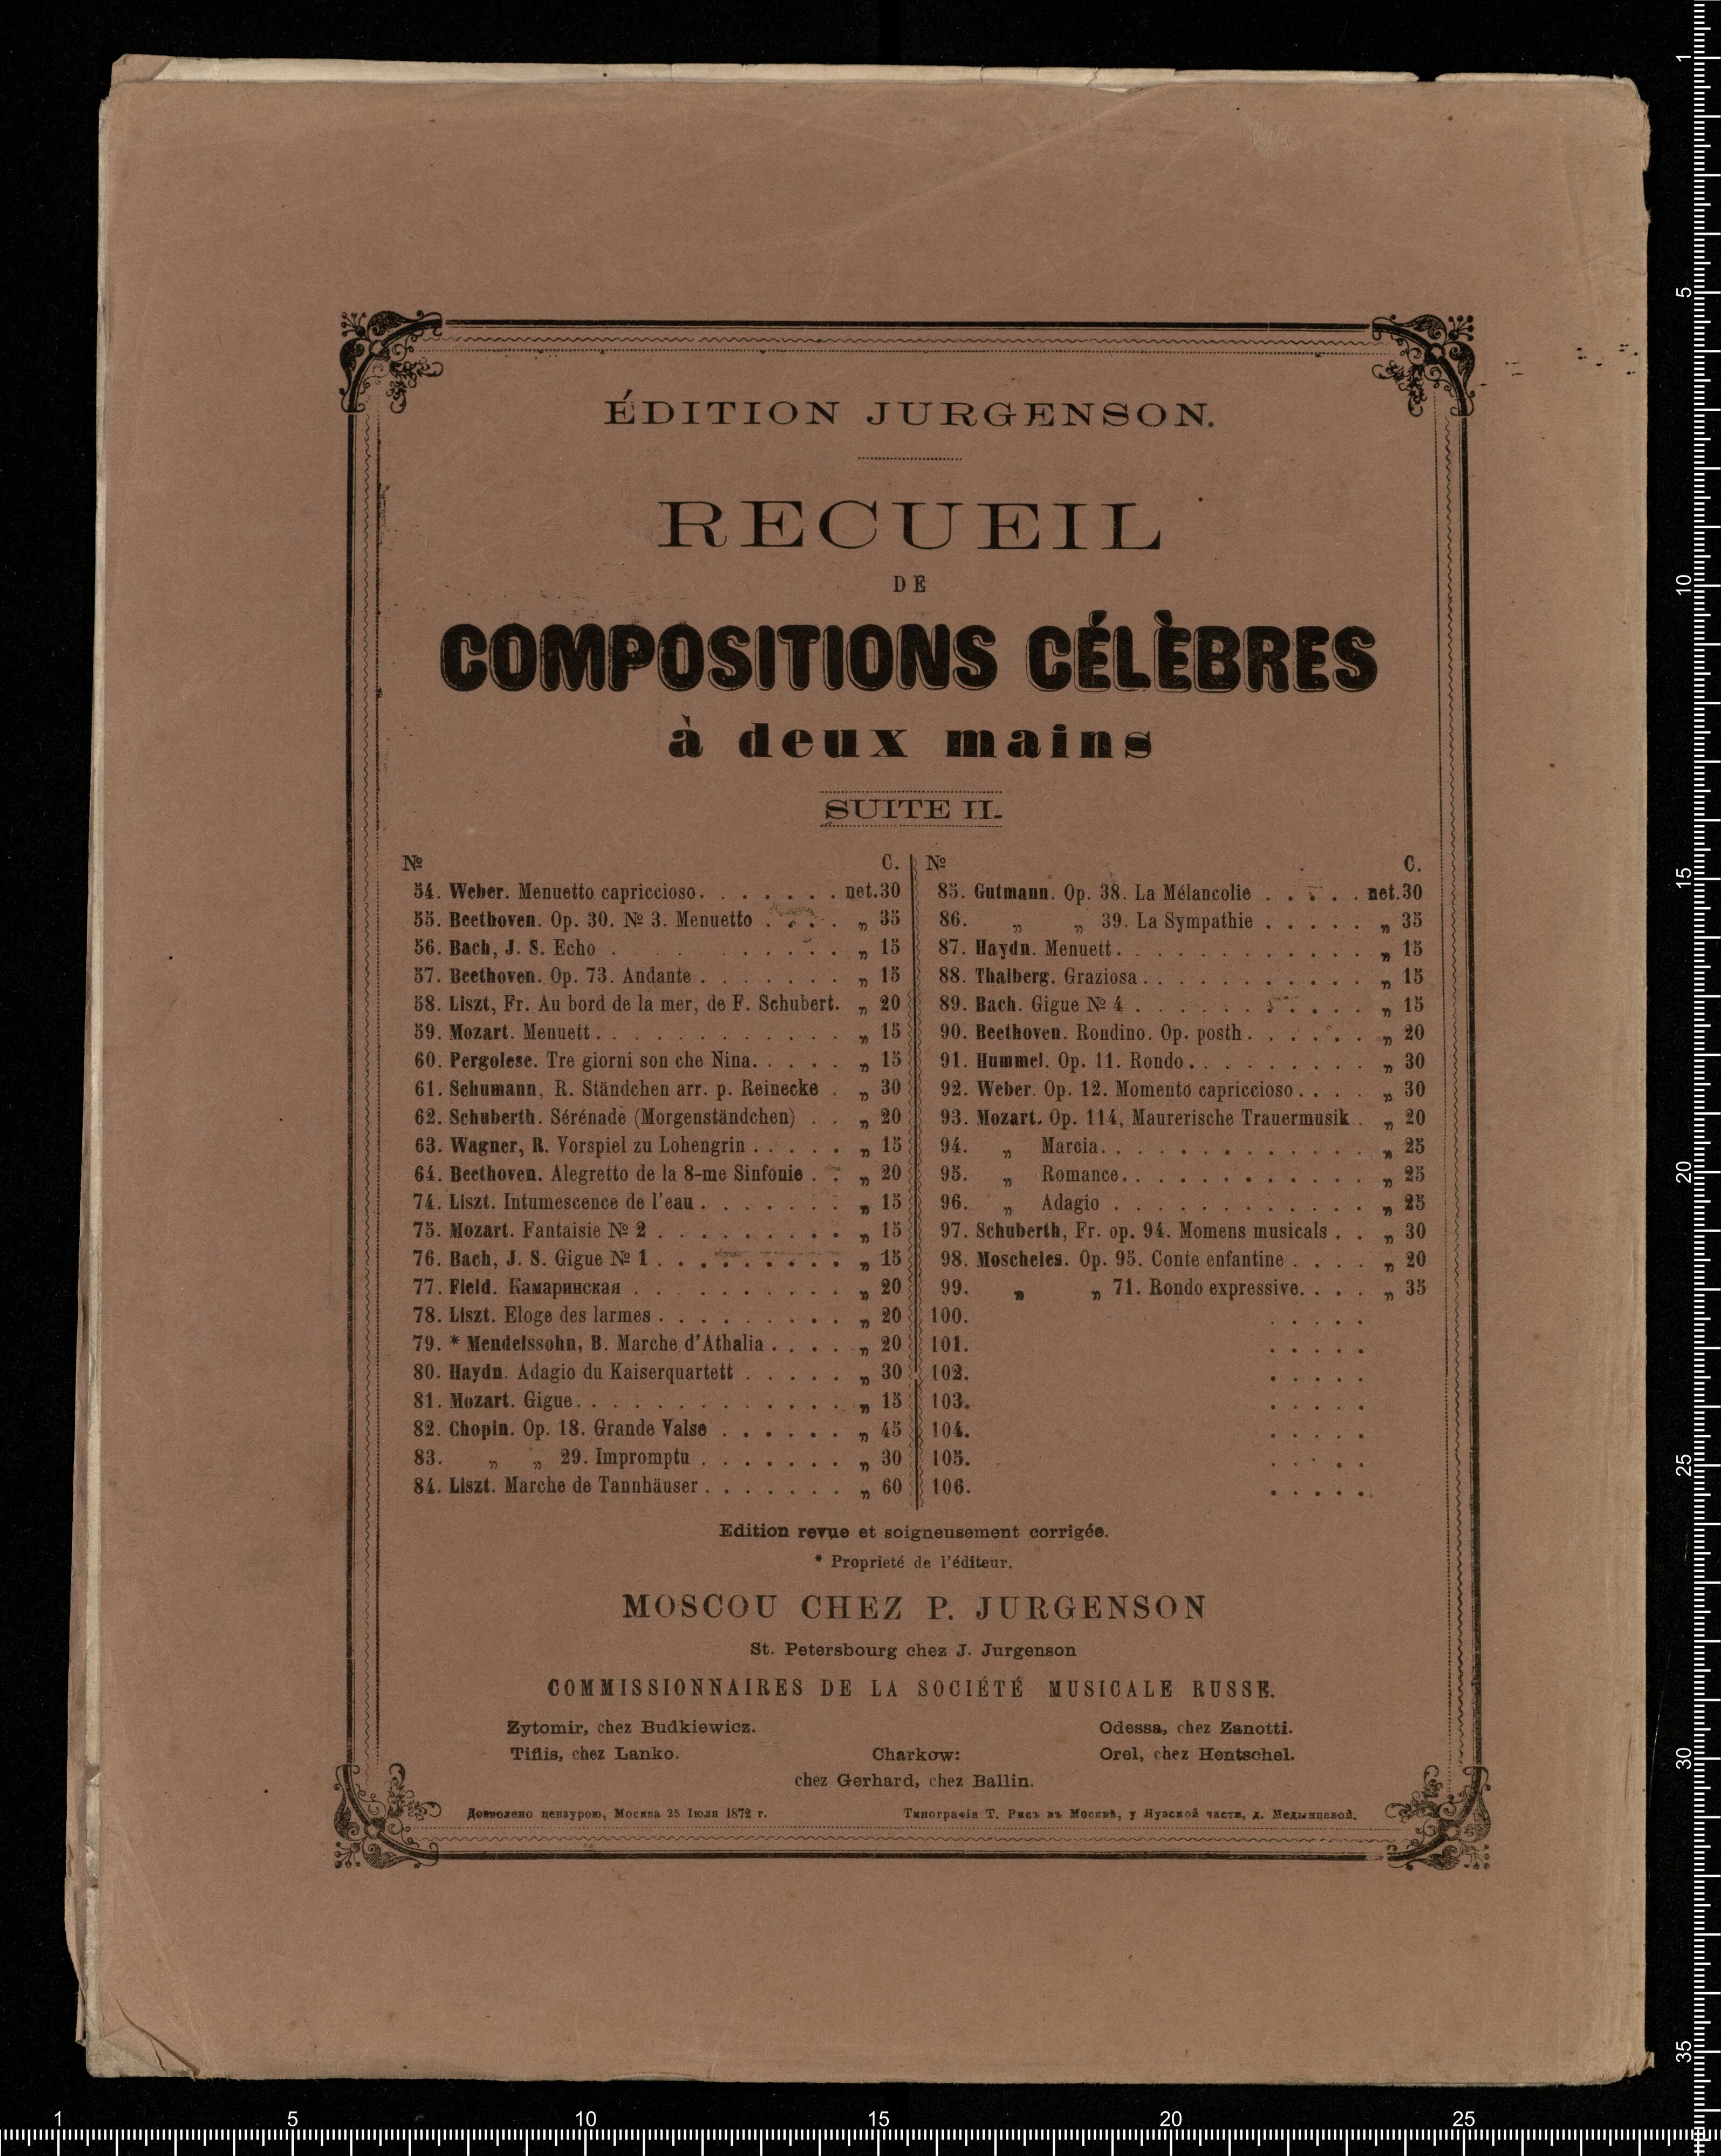 ÉDITION JURGENSON.
RECUEIL
DE
COMPOSITIONS CÉLÈBRES
à deux mains
SUITE II.
№ C.
54. Weber. Menuetto capriccioso. . . . . . . net.30
55. Beethoven. Op. 30. № 3. Menuetto . . . . „ 35
56. Bach, J. S. Echo . . . . . . . . . „ 15
57. Beethoven. Op. 73. Andante . . . . . . . „ 15
58. Liszt, Fr. Au bord de la mer, de F. Schubert. „ 20
59. Mozart. Menuett . . . . . . . . . . . . „ 15
60. Pergolese. Tre giorni son che Nina. . . . . „ 15
61. Schumann, R. Ständchen arr. p. Reinecke . „ 30
62. Schuberth. Sérénade (Morgenständchen) . . „ 20
63. Wagner, R. Vorspiel zu Lohengrin . . . . . „ 15
64. Beethoven. Alegretto de la 8-me Sinfonie . . „ 20
74. Liszt. Intumescence de l'eau . . . . . . . „ 15
75. Mozart. Fantaisie № 2 . . . . . . . . . „ 15
76. Bach, J. S. Gigue № 1 . . . . . . . . . . „ 15
77. Field. Камаринская . . . . . . . . . . „ 20
78. Liszt. Eloge des larmes . . . . . . . . . „ 20
79. * Mendelssohn, B. Marche d'Athalia . . . . „ 20
80. Haydn. Adagio du Kaiserquartett . . . . . „ 30
81. Mozart. Gigue. . . . . . . . . . . . . „ 15
82. Chopin. Op. 18. Grande Valse . . . . . . „ 45
83. „ „ 29. Impromptu . . . . . . . „ 30
84. Liszt. Marche de Tannhäuser . . . . . . . „ 60
№ C.
85. Gutmann. Op. 38. La Mélancolie . . . . . net.30
86. „ „ 39. La Sympathie . . . . . „ 35
87. Haydn. Menuett . . . . . . . . . . . . „ 15
88. Thalberg. Graziosa . . . . . . . . . . . „ 15
89. Bach. Gigue № 4 . . . . . . . . . . . „ 15
90. Beethoven. Rondino. Op. posth . . . . . . „ 20
91. Hummel. Op. 11. Rondo . . . . . . . . . „ 30
92. Weber. Op. 12. Momento capriccioso . . . . „ 30
93. Mozart. Op. 114, Maurerische Trauermusik . „ 20
94. „ Marcia. . . . . . . . . . . . . „ 25
95. „ Romance. . . . . . . . . . . . „ 25
96. „ Adagio . . . . . . . . . . . . „ 25
97. Schuberth, Fr. op. 94. Momens musicals . . „ 30
98. Moscheles. Op. 95. Conte enfantine . . . . „ 20
99. „ „ 71. Rondo expressive. . . . „ 35
100. . . . . .
101. . . . . .
102. . . . . .
103. . . . . .
104. . . . . .
105. . . . . .
106. . . . . .
Edition revue et soigneusement corrigée.
* Proprieté de l'éditeur.
MOSCOU CHEZ P. JURGENSON
St. Petersbourg chez J. Jurgenson
COMMISSIONNAIRES DE LA SOCIÉTÉ MUSICALE RUSSE.
Zytomir, chez Budkiewicz. Odessa, chez Zanotti.
Tiflis, chez Lanko. Charkow: Orel, chez Hentschel.
chez Gerhard, chez Ballin.
Дозволено цензурою, Москва 25 Іюля 1872 г. Типографія Т. Рисъ въ Москвѣ, у Яузской части, д. Медынцевой.
1 5 10 15 20 25
1 5 10 15 20 25 30 35